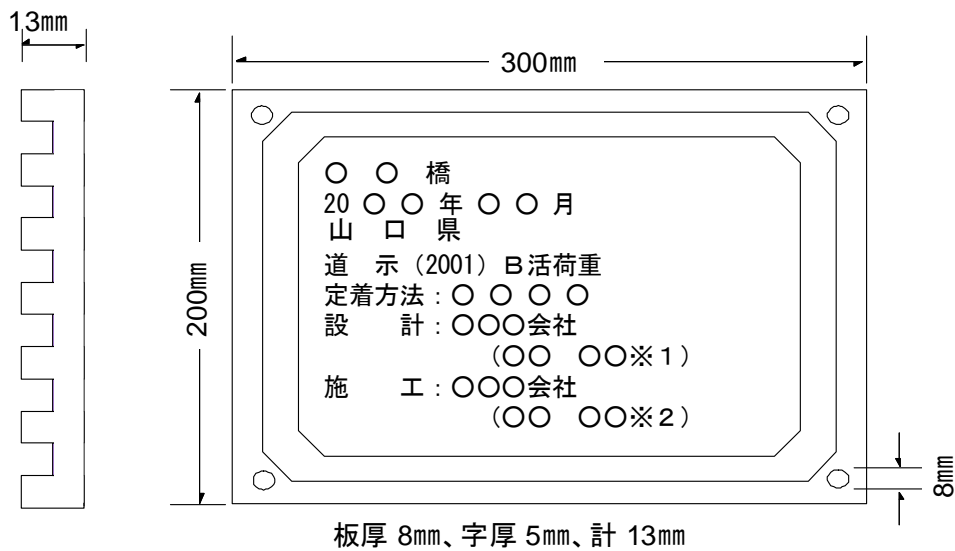 13㎜
300㎜
200㎜
○ ○ 橋
20 ○ ○ 年 ○ ○ 月
山 口 県
道 示 (2001) B活荷重
定着方法:○ ○ ○ ○
設 計:○○○会社
(○○ ○○※1)
施 工:○○○会社
(○○ ○○※2)
8㎜
板厚 8㎜、字厚 5㎜、計 13㎜